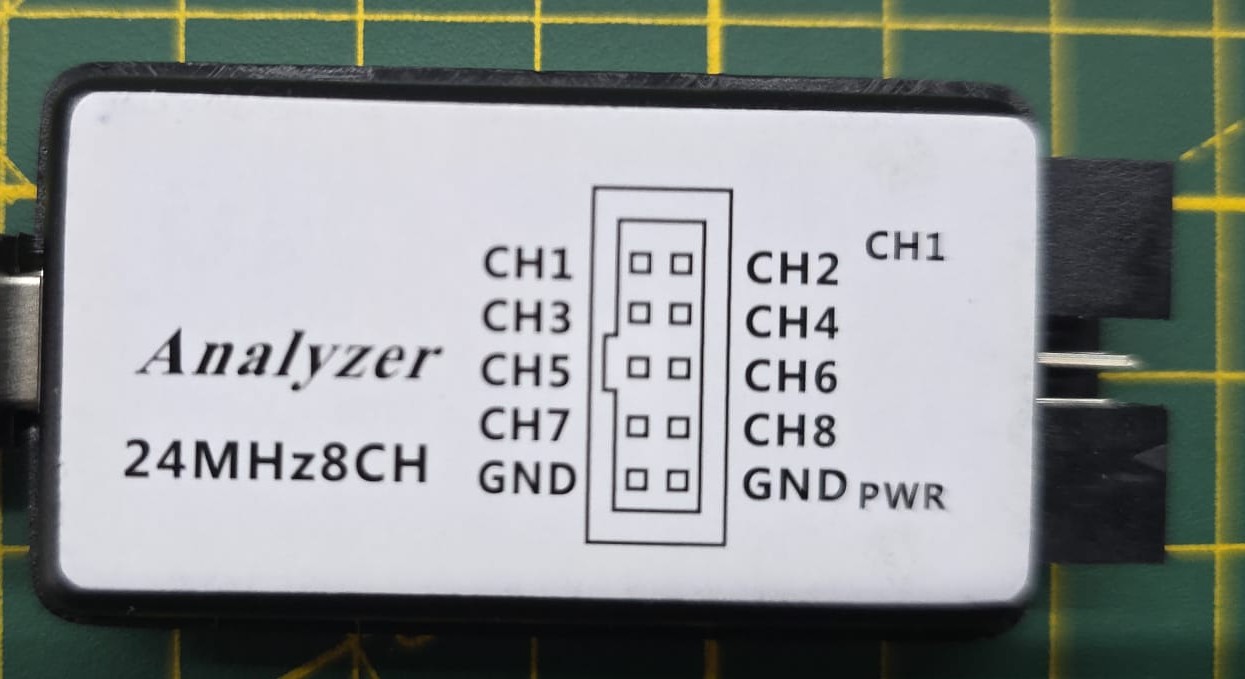 Analyzer
24MHz8CH
CH1
CH3
CH5
CH7
GND
CH2
CH4
CH6
CH8
GND
CH1
PWR